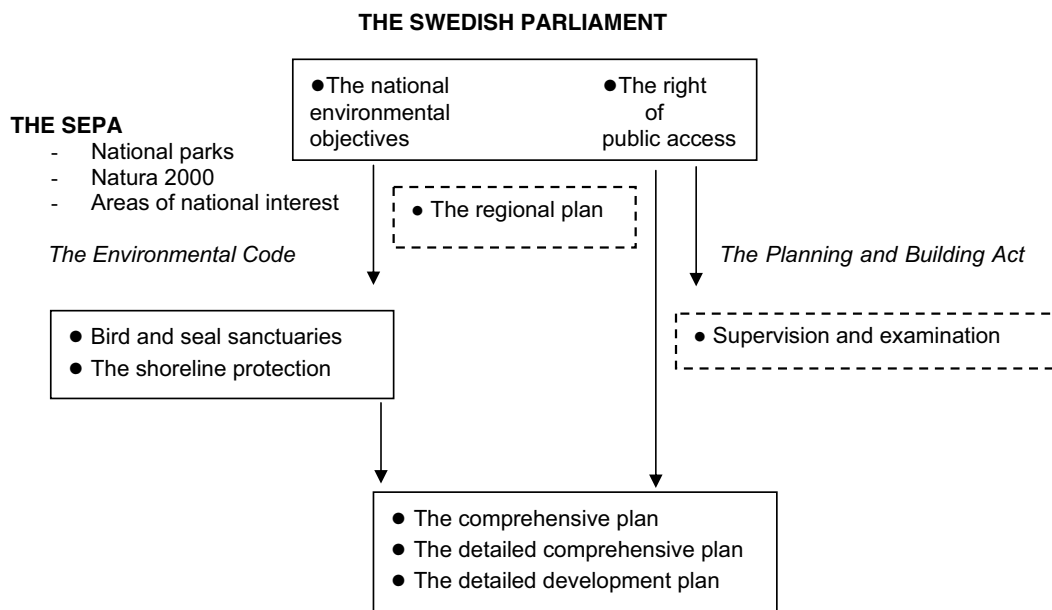 THE SWEDISH PARLIAMENT
●The national
environmental
objectives
●The right
of
public access
THE SEPA
- National parks
- Natura 2000
- Areas of national interest
● The regional plan
The Environmental Code
The Planning and Building Act
● Bird and seal sanctuaries
● The shoreline protection
● Supervision and examination
● The comprehensive plan
● The detailed comprehensive plan
● The detailed development plan